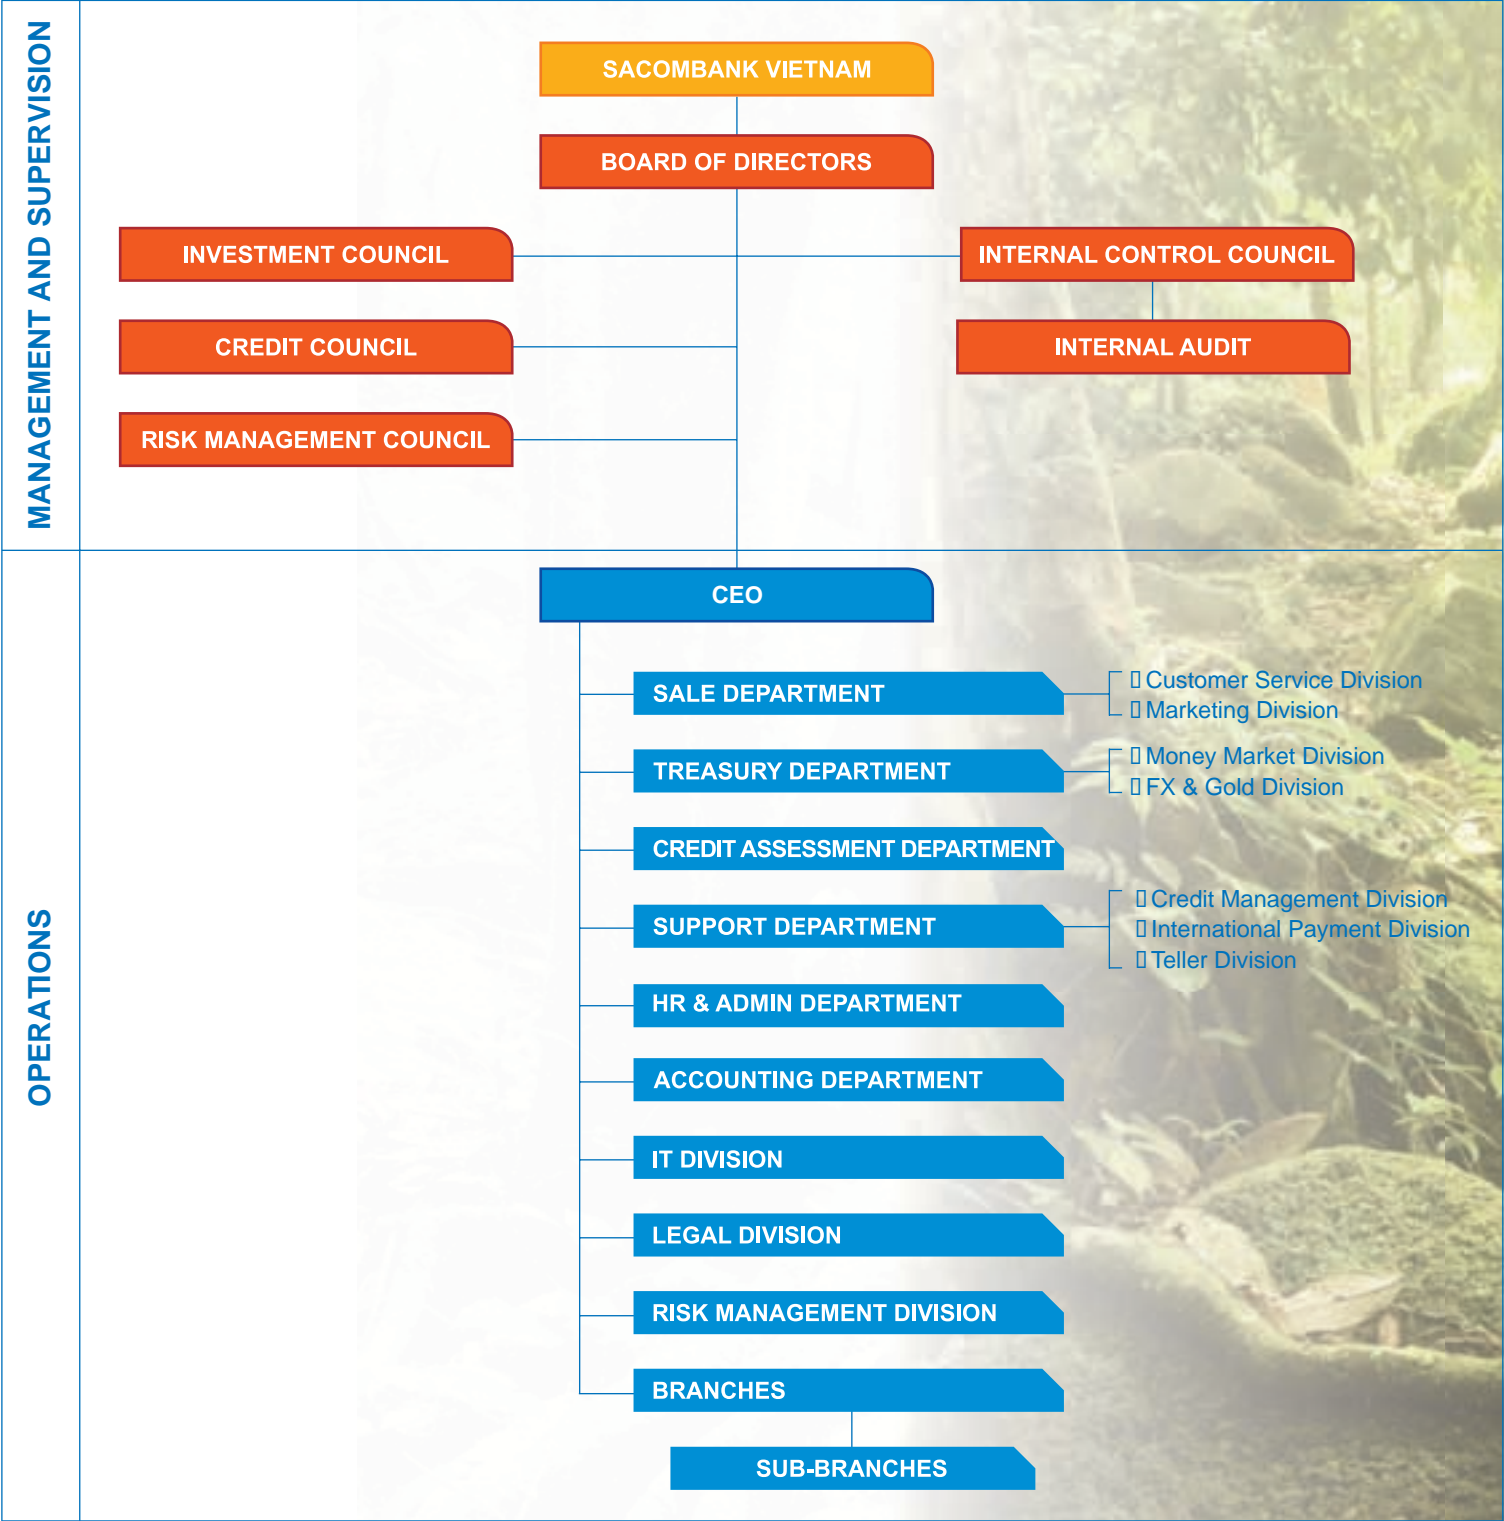 MANAGEMENT AND SUPERVISION
SACOMBANK VIETNAM
BOARD OF DIRECTORS
INVESTMENT COUNCIL
INTERNAL CONTROL COUNCIL
CREDIT COUNCIL
INTERNAL AUDIT
RISK MANAGEMENT COUNCIL
OPERATIONS
CEO
SALE DEPARTMENT
Customer Service Division
Marketing Division
TREASURY DEPARTMENT
Money Market Division
FX & Gold Division
CREDIT ASSESSMENT DEPARTMENT
SUPPORT DEPARTMENT
Credit Management Division
International Payment Division
Teller Division
HR & ADMIN DEPARTMENT
ACCOUNTING DEPARTMENT
IT DIVISION
LEGAL DIVISION
RISK MANAGEMENT DIVISION
BRANCHES
SUB-BRANCHES